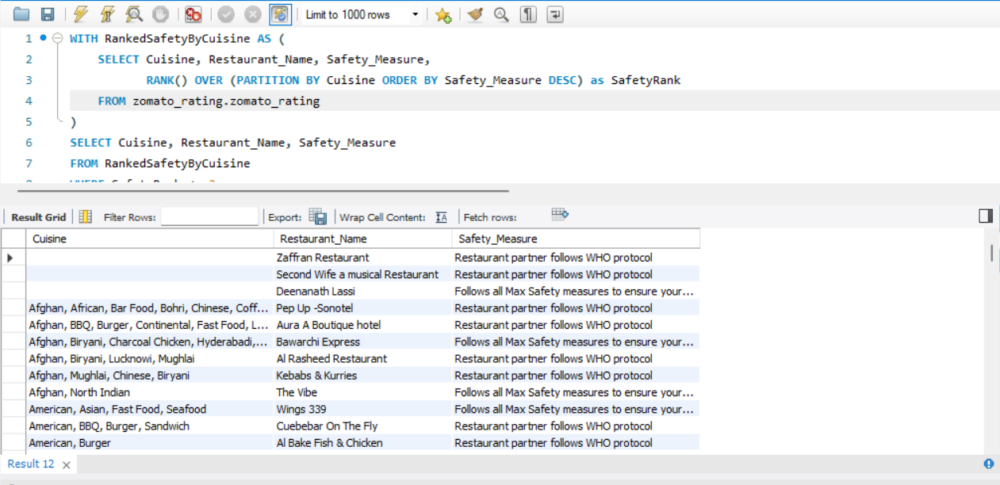 Limit to 1000 rows
1 WITH RankedSafetyByCuisine AS (
2 SELECT Cuisine, Restaurant_Name, Safety_Measure,
3 RANK() OVER (PARTITION BY Cuisine ORDER BY Safety_Measure DESC) as SafetyRank
4 FROM zomato_rating.zomato_rating
5 )
6 SELECT Cuisine, Restaurant_Name, Safety_Measure
7 FROM RankedSafetyByCuisine
Result Grid Filter Rows: Export: Wrap Cell Content: Fetch rows:
Cuisine Restaurant_Name Safety_Measure
Zaffran Restaurant Restaurant partner follows WHO protocol
Second Wife a musical Restaurant Restaurant partner follows WHO protocol
Deenanath Lassi Follows all Max Safety measures to ensure your...
Afghan, African, Bar Food, Bohri, Chinese, Coff... Pep Up -Sonotel Restaurant partner follows WHO protocol
Afghan, BBQ, Burger, Continental, Fast Food, L... Aura A Boutique hotel Restaurant partner follows WHO protocol
Afghan, Biryani, Charcoal Chicken, Hyderabadi,... Bawarchi Express Follows all Max Safety measures to ensure your...
Afghan, Biryani, Lucknowi, Mughlai Al Rasheed Restaurant Restaurant partner follows WHO protocol
Afghan, Mughlai, Chinese, Biryani Kebabs & Kurries Restaurant partner follows WHO protocol
Afghan, North Indian The Vibe Follows all Max Safety measures to ensure your...
American, Asian, Fast Food, Seafood Wings 339 Follows all Max Safety measures to ensure your...
American, BBQ, Burger, Sandwich Cuebebar On The Fly Restaurant partner follows WHO protocol
American, Burger Al Bake Fish & Chicken Restaurant partner follows WHO protocol
Result 12